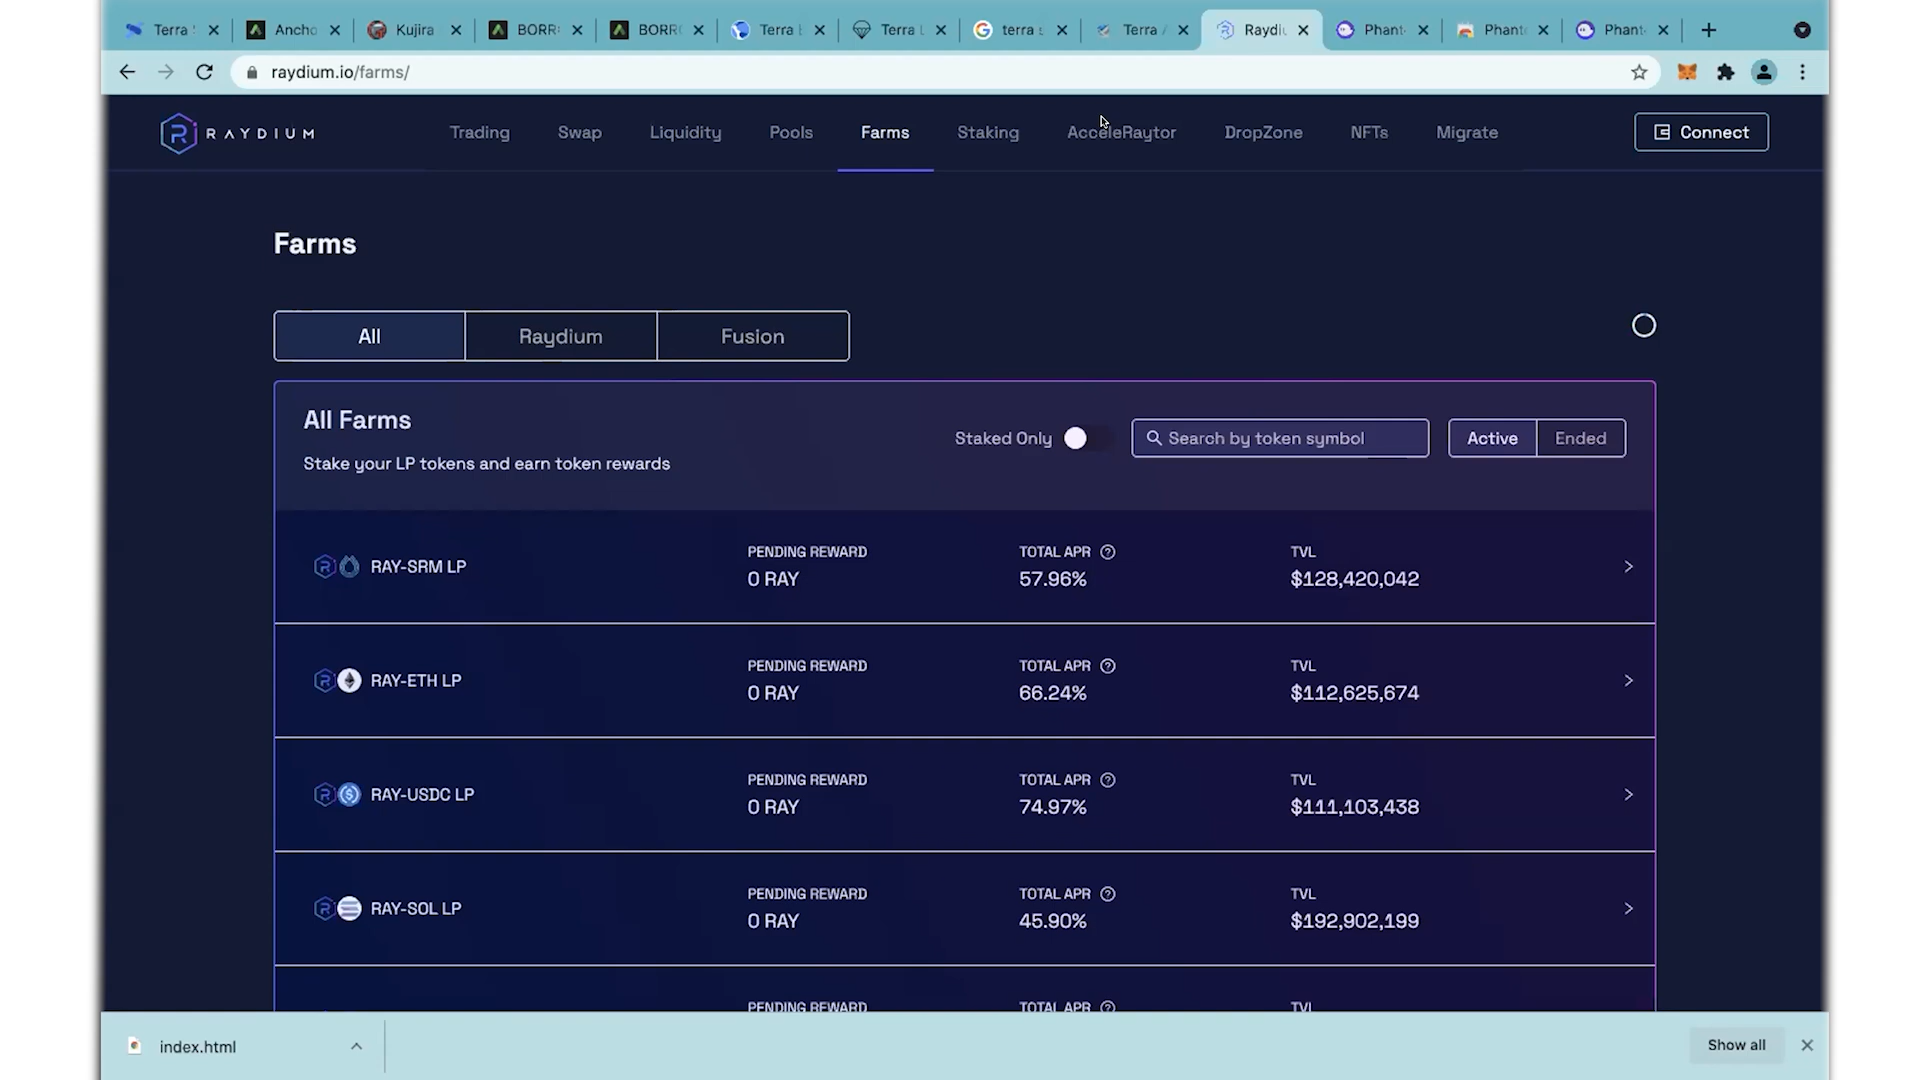 Terra
Ancho
Kujira
BORR
BORR
Terra
Terra
terra
Terra
Raydiu
Phant
Phant
Phant
raydium.io/farms/
RAYDIUM
Trading
Swap
Liquidity
Pools
Farms
Staking
AcceleRaytor
DropZone
NFTs
Migrate
Connect
Farms
All
Raydium
Fusion
All Farms
Stake your LP tokens and earn token rewards
Staked Only
Search by token symbol
Active
Ended
RAY-SRM LP
PENDING REWARD
0 RAY
TOTAL APR ?
57.96%
TVL
$128,420,042
RAY-ETH LP
PENDING REWARD
0 RAY
TOTAL APR ?
66.24%
TVL
$112,625,674
RAY-USDC LP
PENDING REWARD
0 RAY
TOTAL APR ?
74.97%
TVL
$111,103,438
RAY-SOL LP
PENDING REWARD
0 RAY
TOTAL APR ?
45.90%
TVL
$192,902,199
PENDING REWARD
TOTAL APR ?
TVL
index.html
Show all